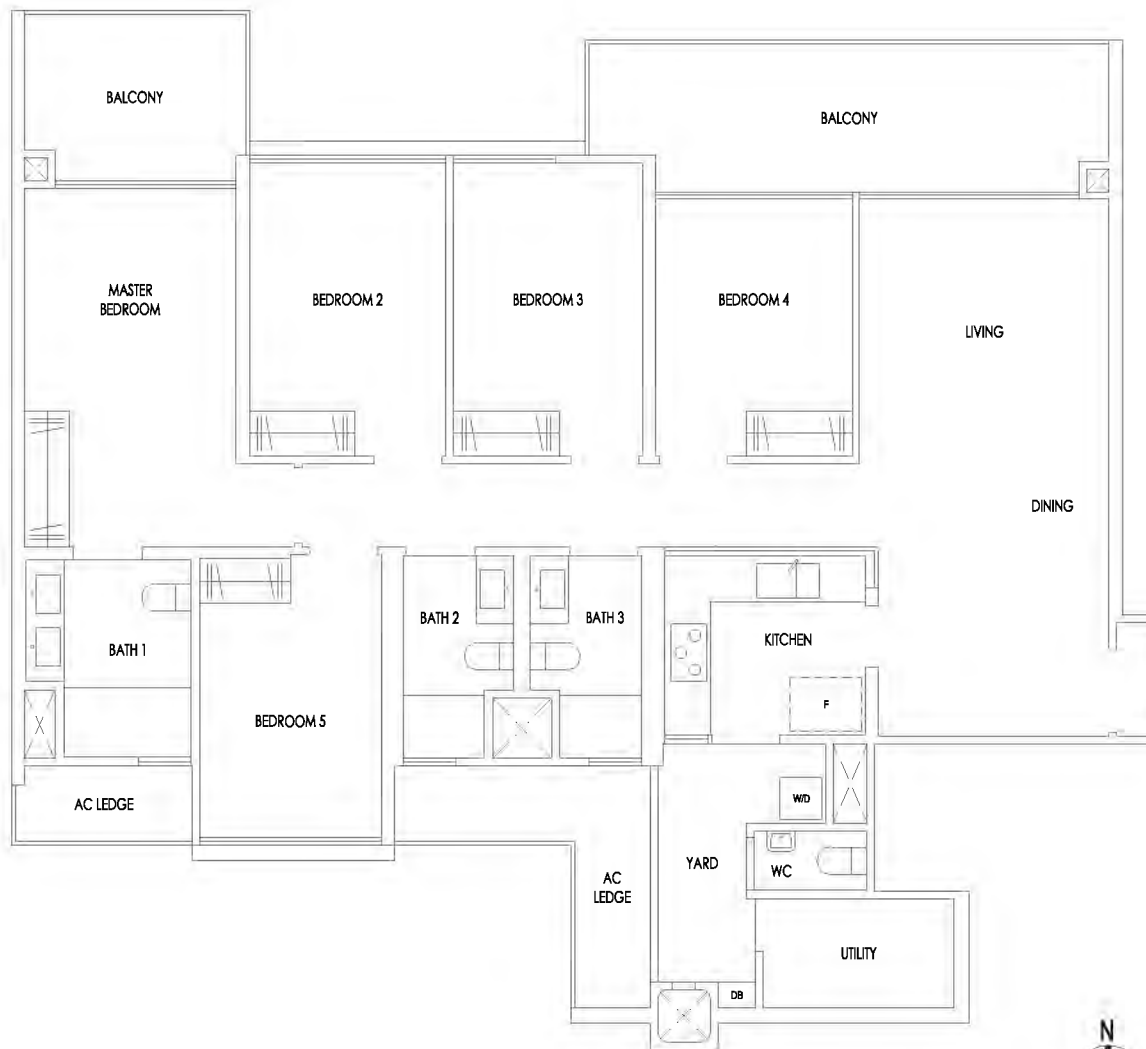 BALCONY
BALCONY
MASTER
BEDROOM
BEDROOM 2
BEDROOM 3
BEDROOM 4
LIVING
DINING
BATH 1
BEDROOM 5
BATH 2
BATH 3
KITCHEN
F
AC LEDGE
W/D
YARD
WC
AC
LEDGE
UTILITY
DB
N